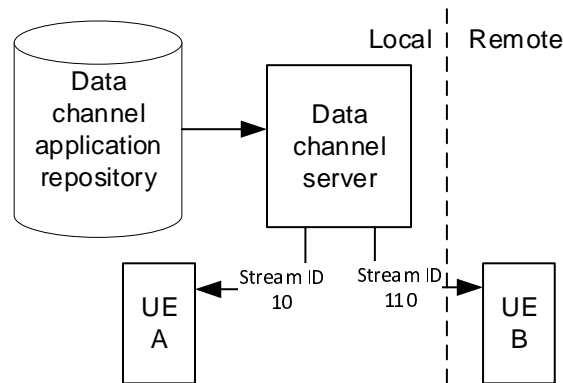 Local
Remote
Data
channel
application
repository
Data
channel
server
Stream ID
10
Stream ID
110
UE
A
UE
B